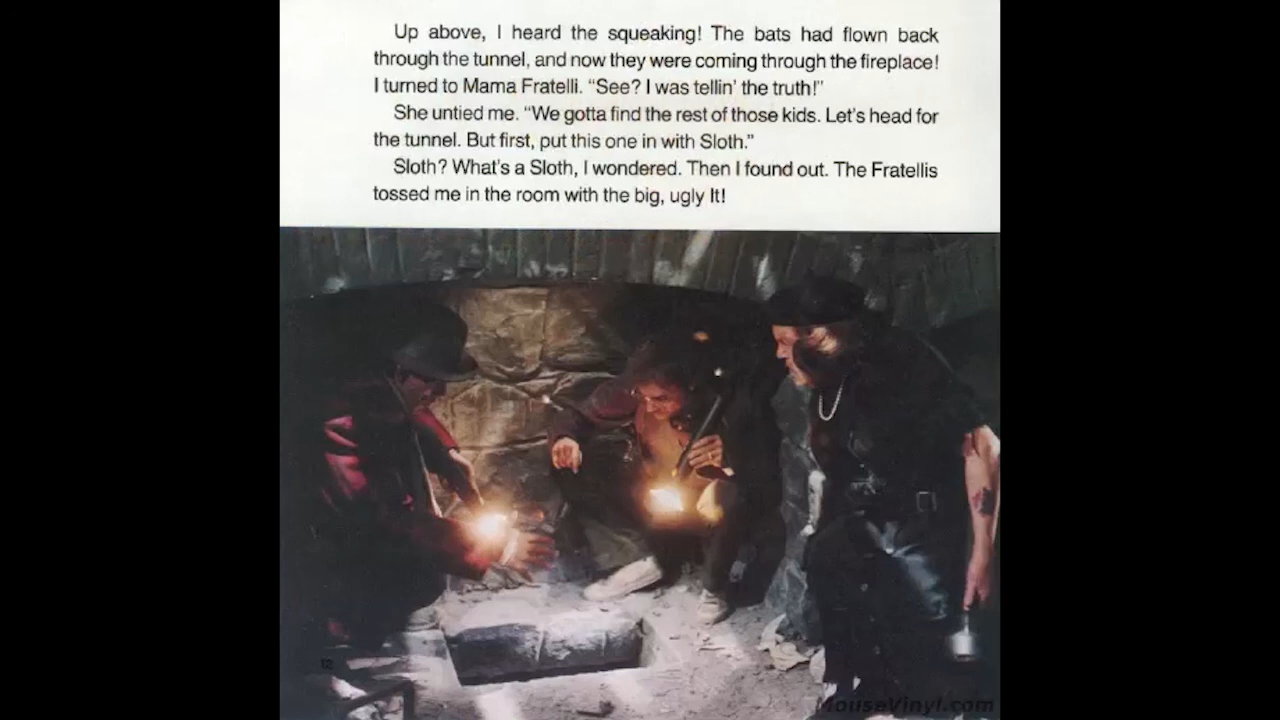 Up above, I heard the squeaking! The bats had flown back
through the tunnel, and now they were coming through the fireplace!
I turned to Mama Fratelli. “See? I was tellin’ the truth!”
She untied me. “We gotta find the rest of those kids. Let’s head for
the tunnel. But first, put this one in with Sloth.”
Sloth? What’s a Sloth, I wondered. Then I found out. The Fratellis
tossed me in the room with the big, ugly It!
12
MouseVinyl.com